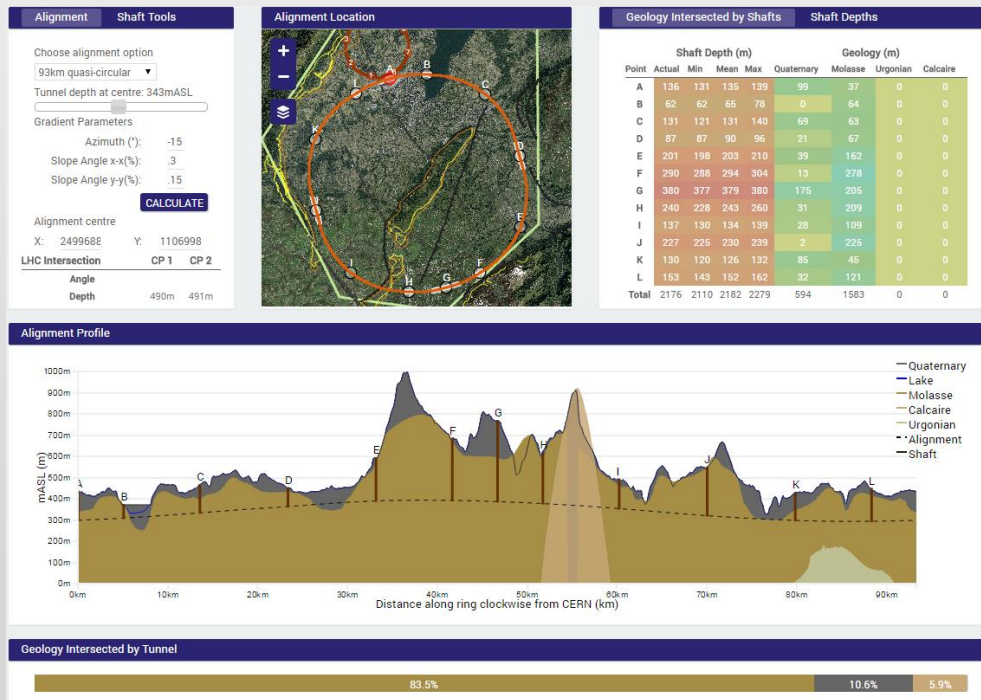 Alignment Shaft Tools
Choose alignment option
93km quasi-circular
Tunnel depth at centre: 343mASL
Gradient Parameters
Azimuth (°): -15
Slope Angle x-x(%): .3
Slope Angle y-y(%): .15
CALCULATE
Alignment centre
X: 2499688 Y: 1106998
LHC Intersection CP 1 CP 2
Angle
Depth 490m 491m
Alignment Location
+
−
A
B
C
D
E
F
G
H
I
K
L
Geology Intersected by Shafts Shaft Depths
Shaft Depth (m) Geology (m)
Point Actual Min Mean Max Quaternary Molasse Urgonian Calcaire
A 136 131 135 139 99 37 0 0
B 62 62 65 78 0 64 0 0
C 131 121 131 140 69 63 0 0
D 87 87 90 96 21 67 0 0
E 201 198 203 210 39 162 0 0
F 290 288 294 304 13 278 0 0
G 380 377 379 380 175 205 0 0
H 240 228 243 260 31 209 0 0
I 137 130 134 139 28 109 0 0
J 227 225 230 239 2 225 0 0
K 130 120 126 132 85 45 0 0
L 153 143 152 162 32 121 0 0
Total 2176 2110 2182 2279 594 1583 0 0
Alignment Profile
mASL (m)
1000m
900m
800m
700m
600m
500m
400m
300m
200m
100m
0m
A B C D E F G H I J K L
Quaternary
Lake
Molasse
Calcaire
Urgonian
Alignment
Shaft
0km 10km 20km 30km 40km 50km 60km 70km 80km 90km
Distance along ring clockwise from CERN (km)
Geology Intersected by Tunnel
83.5% 10.6% 5.9%